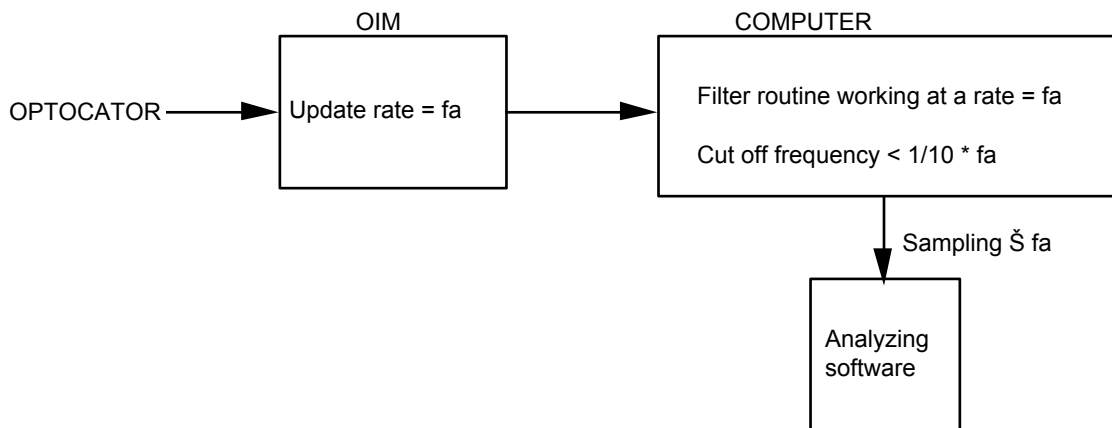 OIM
COMPUTER
OPTOCATOR
Update rate = fa
Filter routine working at a rate = fa
Cut off frequency < 1/10 * fa
Sampling Š fa
Analyzing
software